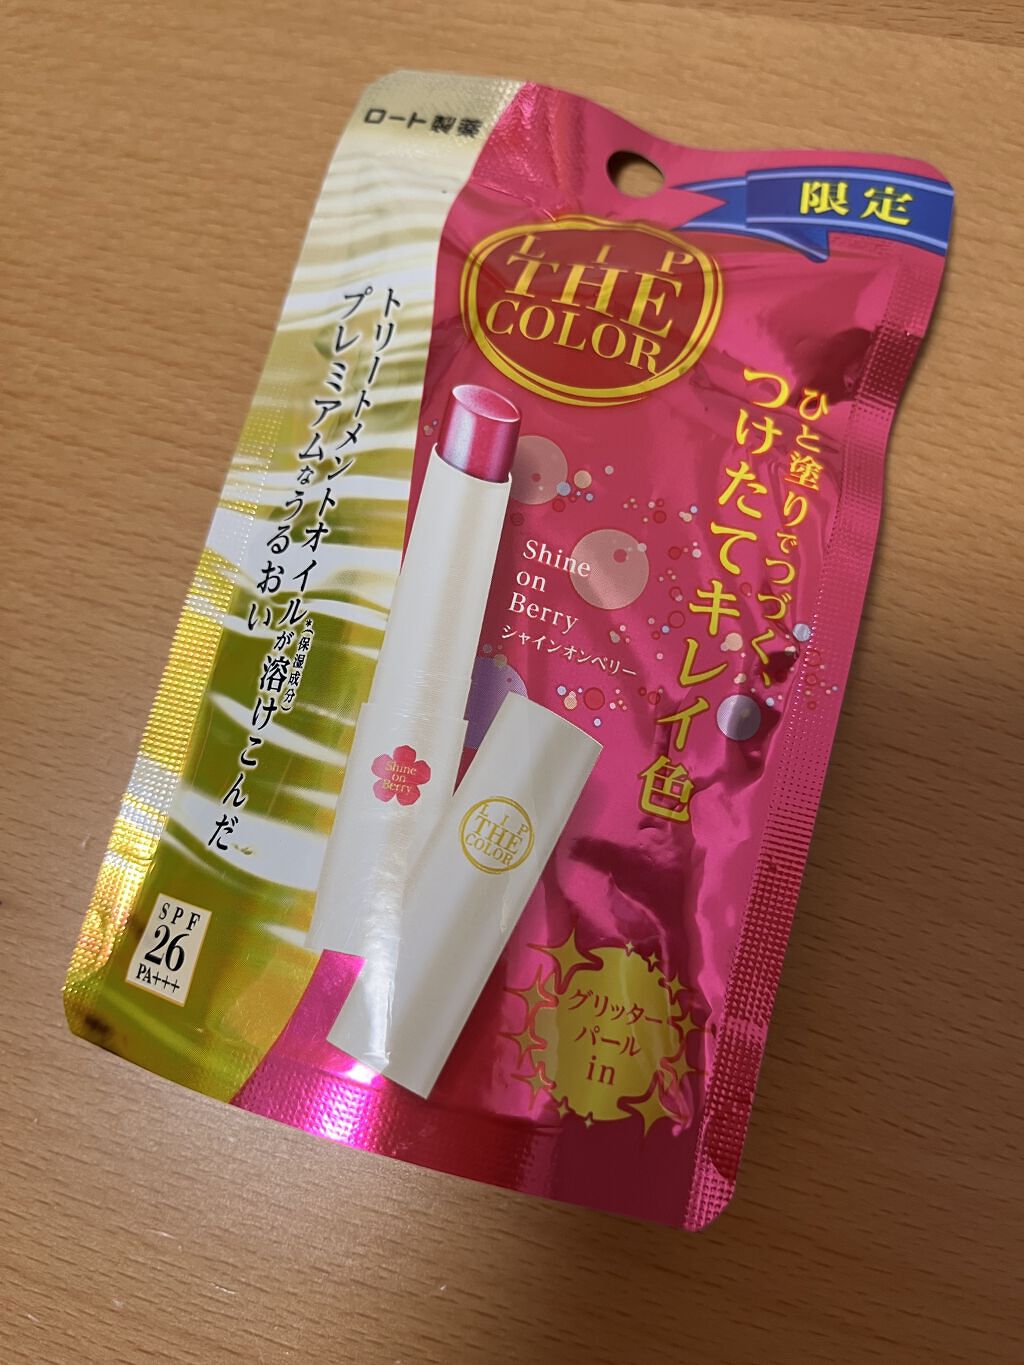 ロート製薬
限定
LIP
THE
COLOR
ひと塗りでつづく、
つけたてキレイ色
トリートメントオイル*(保湿成分)が溶けこんだ
プレミアムなうるおい
Shine
on
Berry
シャインオンベリー
Shine
on
Berry
LIP
THE
COLOR
SPF
26
PA+++
グリッター
パール
in